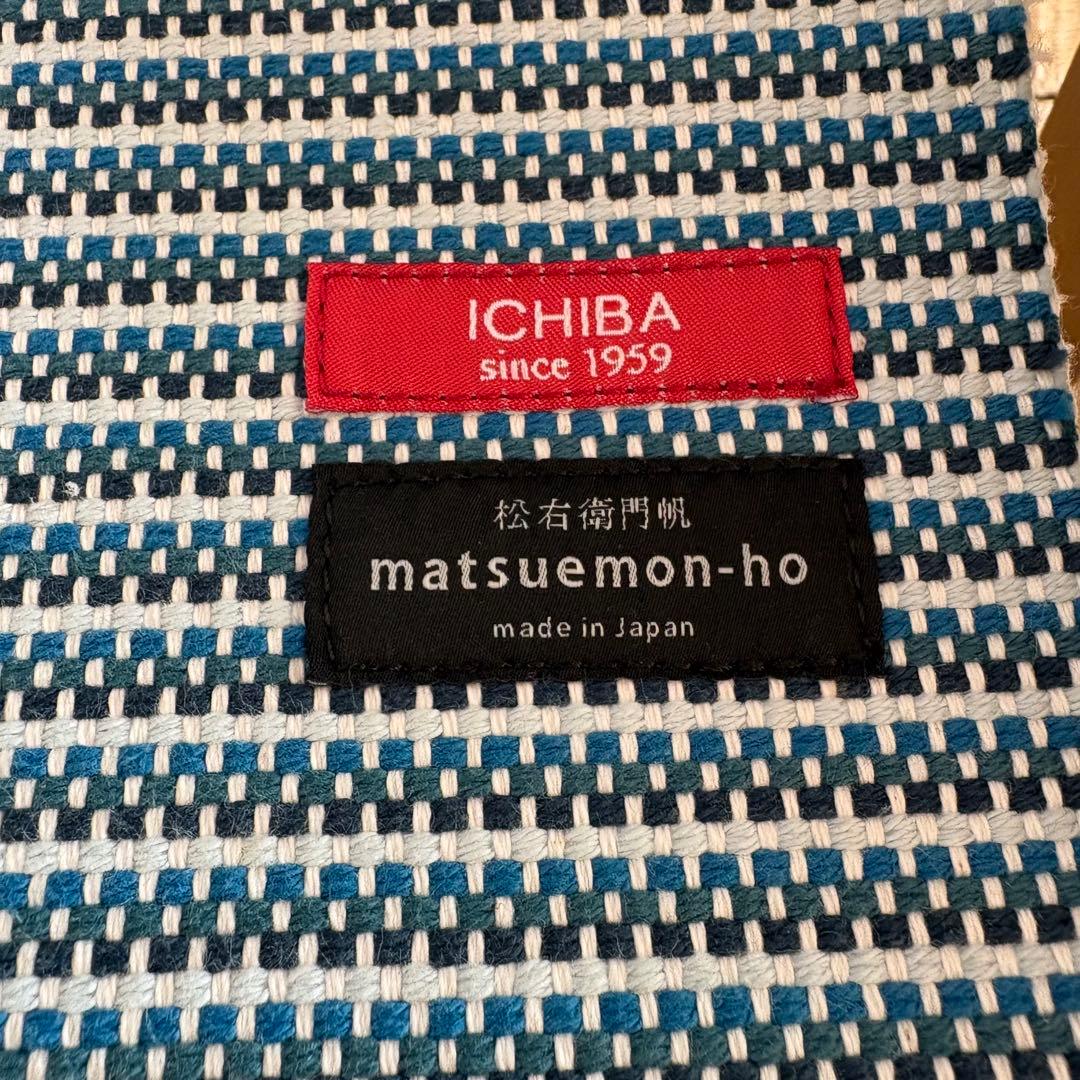 ICHIBA
since 1959
松右衛門帆
matsuemon-ho
made in Japan